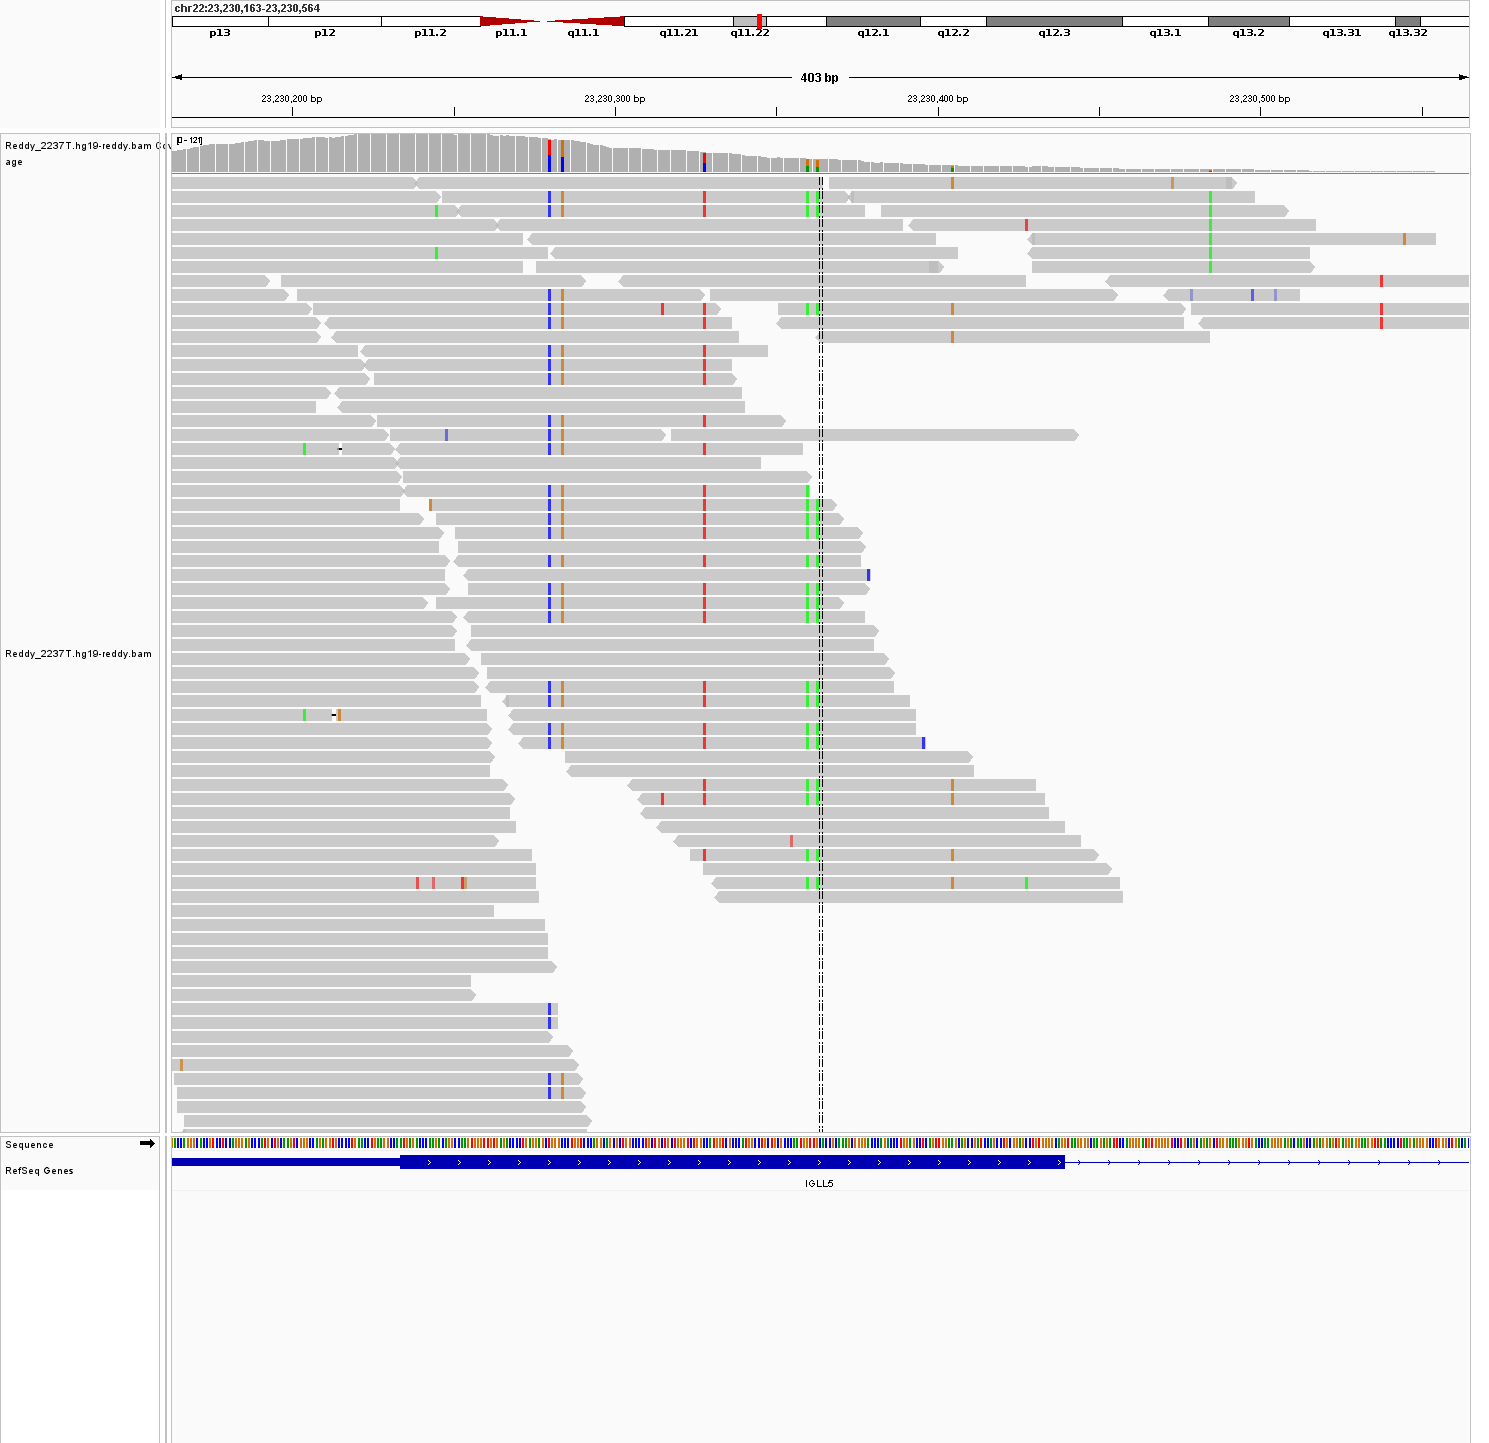 chr22:23,230,163-23,230,564
p13 p12 p11.2 p11.1 q11.1 q11.21 q11.22 q12.1 q12.2 q12.3 q13.1 q13.2 q13.31 q13.32
403 bp
23,230,200 bp 23,230,300 bp 23,230,400 bp 23,230,500 bp
[0 - 121]
Reddy_2237T.hg19-reddy.bam Cov
age
Reddy_2237T.hg19-reddy.bam
Sequence
RefSeq Genes
IGLL5